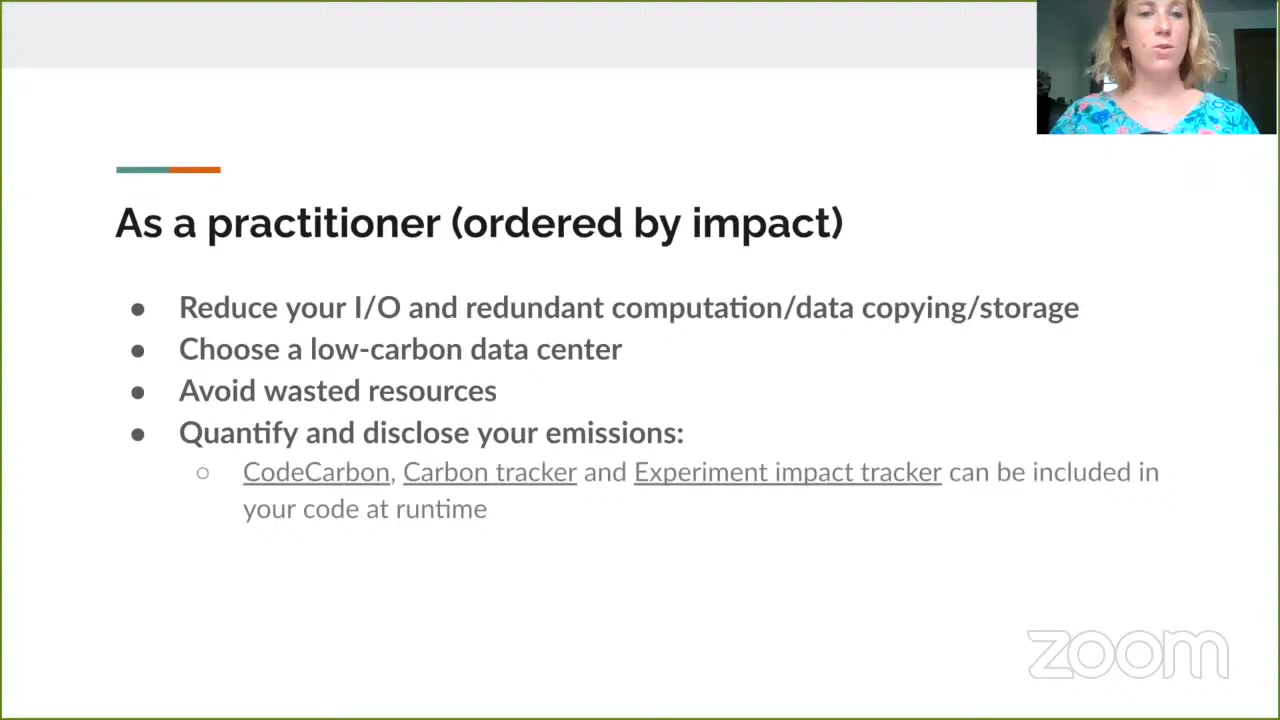 As a practitioner (ordered by impact)
● Reduce your I/O and redundant computation/data copying/storage
● Choose a low-carbon data center
● Avoid wasted resources
● Quantify and disclose your emissions:
○ CodeCarbon, Carbon tracker and Experiment impact tracker can be included in
your code at runtime
zoom